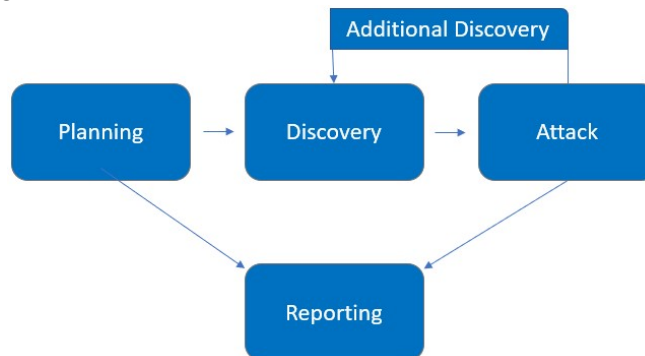 Additional Discovery
Planning
Discovery
Attack
Reporting